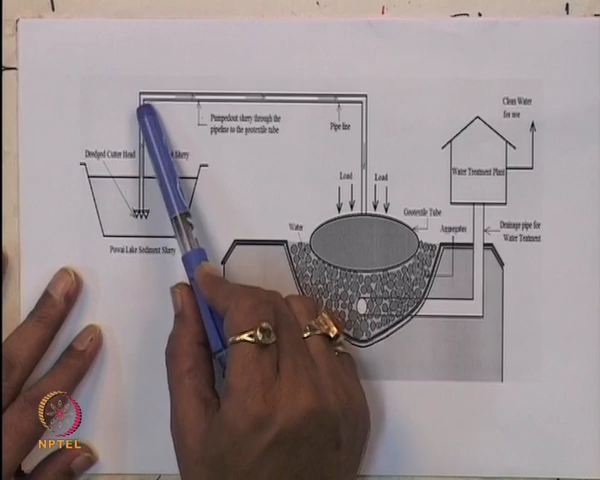 Clean Water
for use
Pumpedout slurry through the
pipeline to the geotextile tube
Pipe line
Dredged Cutter Head
Slurry
Water Treatment Plant
Load
Load
Geotextile Tube
Water
Aggregates
Drainage pipe for
Water Teatment
Powai Lake Sediment Slurry
NPTEL